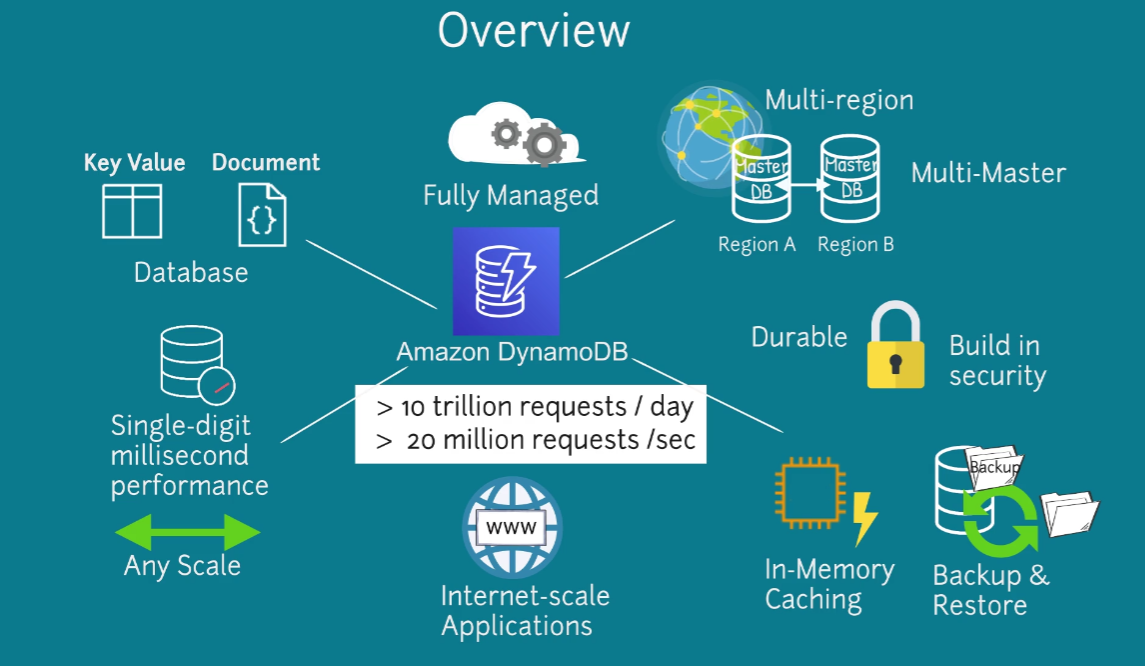 Overview
Key Value
Document
Database
Fully Managed
Multi-region
Master
DB
Master
DB
Multi-Master
Region A
Region B
Amazon DynamoDB
> 10 trillion requests / day
> 20 million requests /sec
Single-digit
millisecond
performance
Any Scale
WWW
Internet-scale
Applications
Durable
Build in
security
In-Memory
Caching
Backup
Backup &
Restore